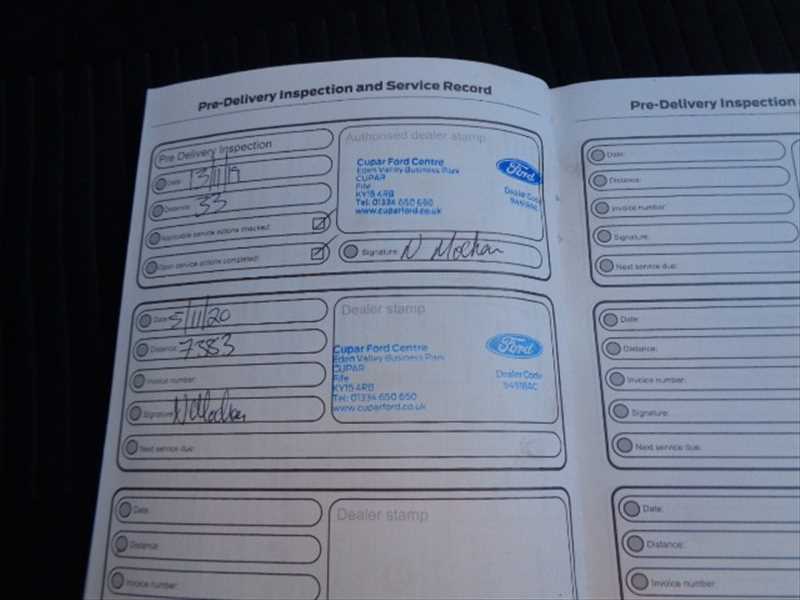 Pre-Delivery Inspection and Service Record
Pre Delivery Inspection
Date: 13/11/19
Distance: 33
Applicable service actions checked:
Open service actions completed:
Authorised dealer stamp
Cupar Ford Centre
Eden Valley Business Park
CUPAR
Fife
KY15 4RB
Tel: 01334 650 650
www.cuparford.co.uk
Ford
Dealer Code
Signature:
Date: 5/11/20
Distance: 7383
Invoice number:
Signature:
Next service due:
Dealer stamp
Cupar Ford Centre
Eden Valley Business Park
CUPAR
Fife
KY15 4RB
Tel: 01334 650 650
www.cuparford.co.uk
Ford
Dealer Code
Date:
Distance:
Invoice number:
Dealer stamp
Pre-Delivery Inspection
Date:
Distance:
Invoice number:
Signature:
Next service due:
Date:
Distance:
Invoice number:
Signature:
Next service due:
Date:
Distance:
Invoice number: